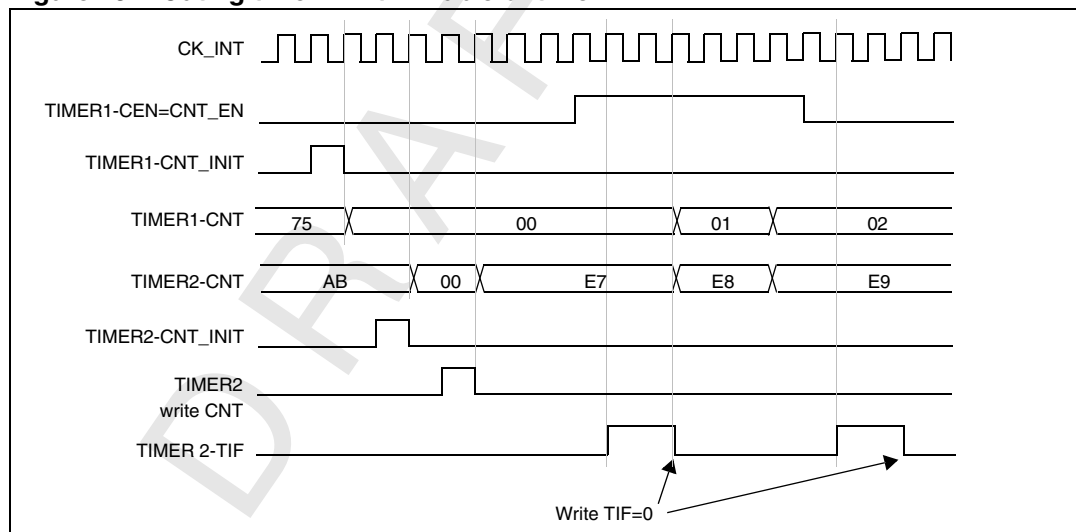 CK_INT
TIMER1-CEN=CNT_EN
TIMER1-CNT_INIT
TIMER1-CNT
75 00 01 02
TIMER2-CNT
AB 00 E7 E8 E9
TIMER2-CNT_INIT
TIMER2
write CNT
TIMER 2-TIF
Write TIF=0
DRAF